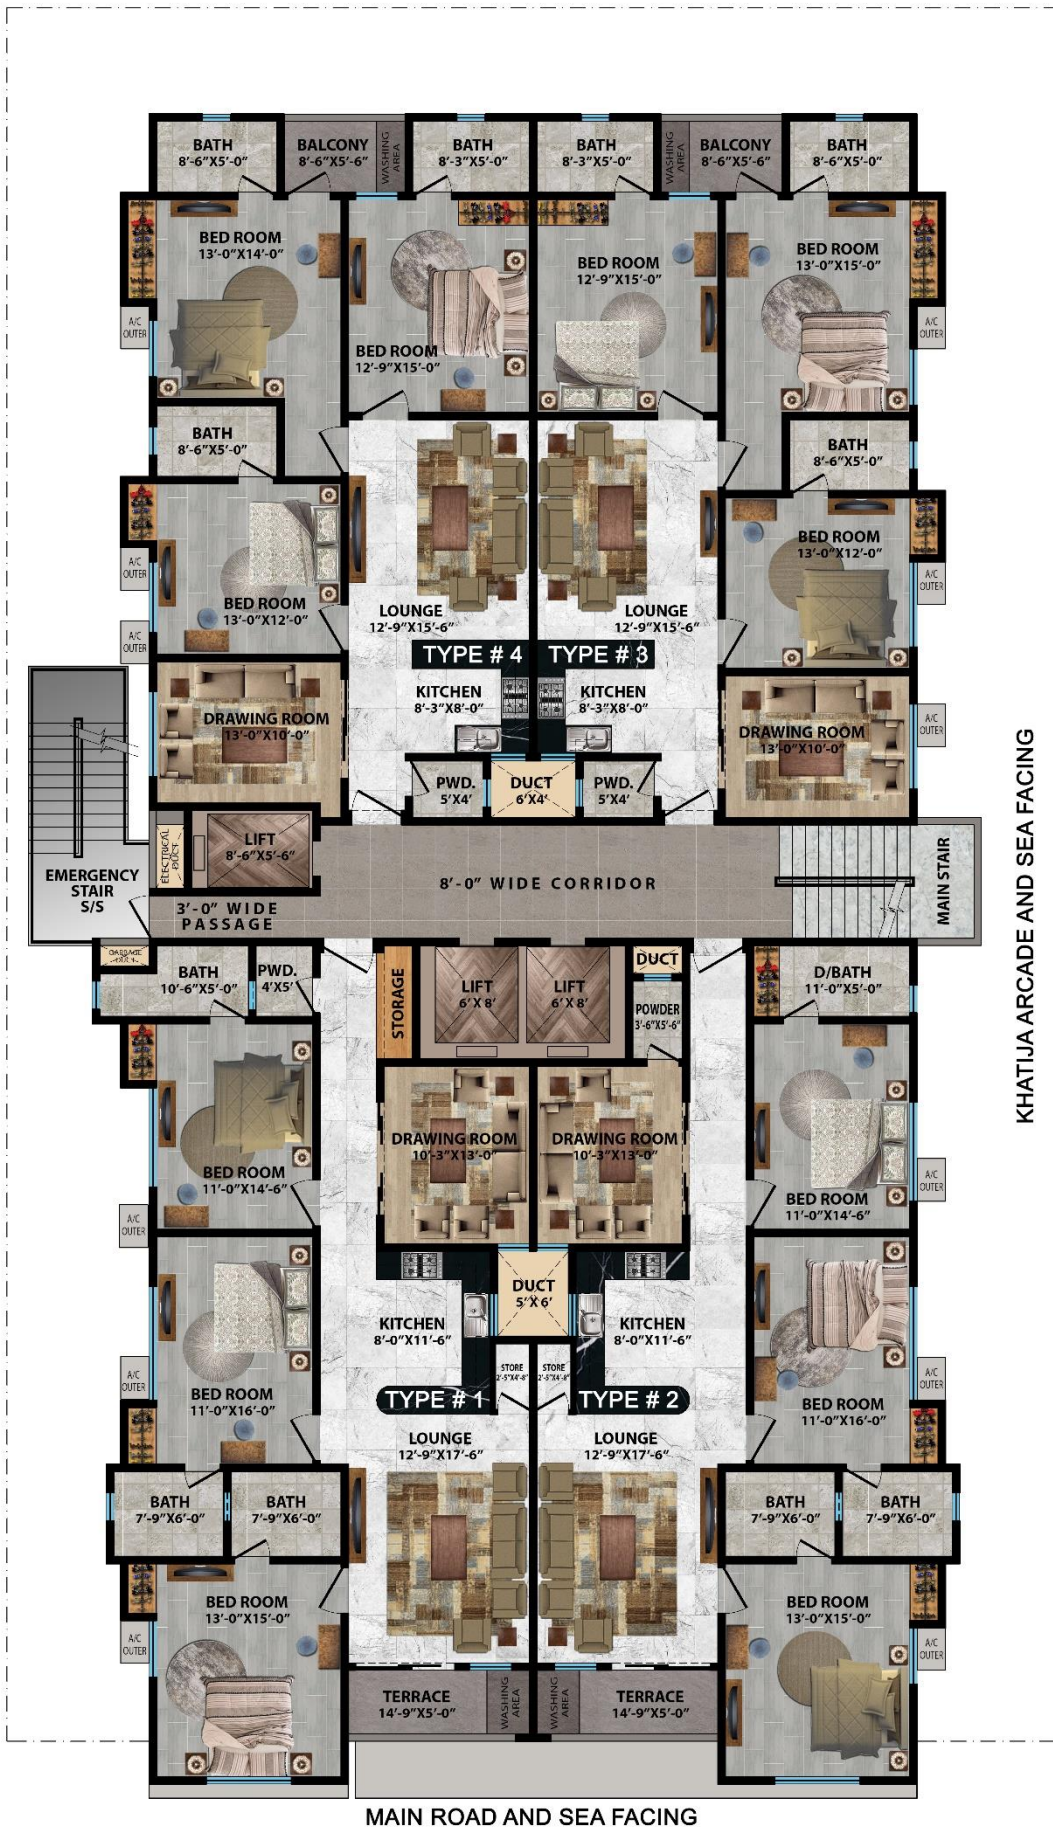 BATH
8'-6"X5'-0"
BALCONY
8'-6"X5'-6"
WASHING
AREA
BATH
8'-3"X5'-0"
BATH
8'-3"X5'-0"
WASHING
AREA
BALCONY
8'-6"X5'-6"
BATH
8'-6"X5'-0"
BED ROOM
13'-0"X14'-0"
BED ROOM
12'-9"X15'-0"
BED ROOM
12'-9"X15'-0"
BED ROOM
13'-0"X15'-0"
A/C
OUTER
A/C
OUTER
BATH
8'-6"X5'-0"
BATH
8'-6"X5'-0"
BED ROOM
13'-0"X12'-0"
BED ROOM
13'-0"X12'-0"
A/C
OUTER
A/C
OUTER
A/C
OUTER
LOUNGE
12'-9"X15'-6"
LOUNGE
12'-9"X15'-6"
TYPE # 4
TYPE # 3
KITCHEN
8'-3"X8'-0"
KITCHEN
8'-3"X8'-0"
DRAWING ROOM
13'-0"X10'-0"
DRAWING ROOM
13'-0"X10'-0"
A/C
OUTER
PWD.
5'X4'
DUCT
6'X4'
PWD.
5'X4'
KHATIJA ARCADE AND SEA FACING
EMERGENCY
STAIR
S/S
ELECTRICAL
DUCT
LIFT
8'-6"X5'-6"
8'-0" WIDE CORRIDOR
MAIN STAIR
3'-0" WIDE
PASSAGE
GARBAGE
DUCT
BATH
10'-6"X5'-0"
PWD.
4'X5'
STORAGE
LIFT
6'X 8'
LIFT
6'X 8'
DUCT
POWDER
3'-6"X5'-6"
D/BATH
11'-0"X5'-0"
BED ROOM
11'-0"X14'-6"
DRAWING ROOM
10'-3"X13'-0"
DRAWING ROOM
10'-3"X13'-0"
BED ROOM
11'-0"X14'-6"
A/C
OUTER
A/C
OUTER
DUCT
5'X 6'
KITCHEN
8'-0"X11'-6"
KITCHEN
8'-0"X11'-6"
STORE
2'-5"X4'-8"
STORE
2'-5"X4'-8"
A/C
OUTER
A/C
OUTER
BED ROOM
11'-0"X16'-0"
TYPE # 1
TYPE # 2
BED ROOM
11'-0"X16'-0"
LOUNGE
12'-9"X17'-6"
LOUNGE
12'-9"X17'-6"
BATH
7'-9"X6'-0"
BATH
7'-9"X6'-0"
BATH
7'-9"X6'-0"
BATH
7'-9"X6'-0"
BED ROOM
13'-0"X15'-0"
BED ROOM
13'-0"X15'-0"
A/C
OUTER
A/C
OUTER
TERRACE
14'-9"X5'-0"
WASHING
AREA
WASHING
AREA
TERRACE
14'-9"X5'-0"
MAIN ROAD AND SEA FACING